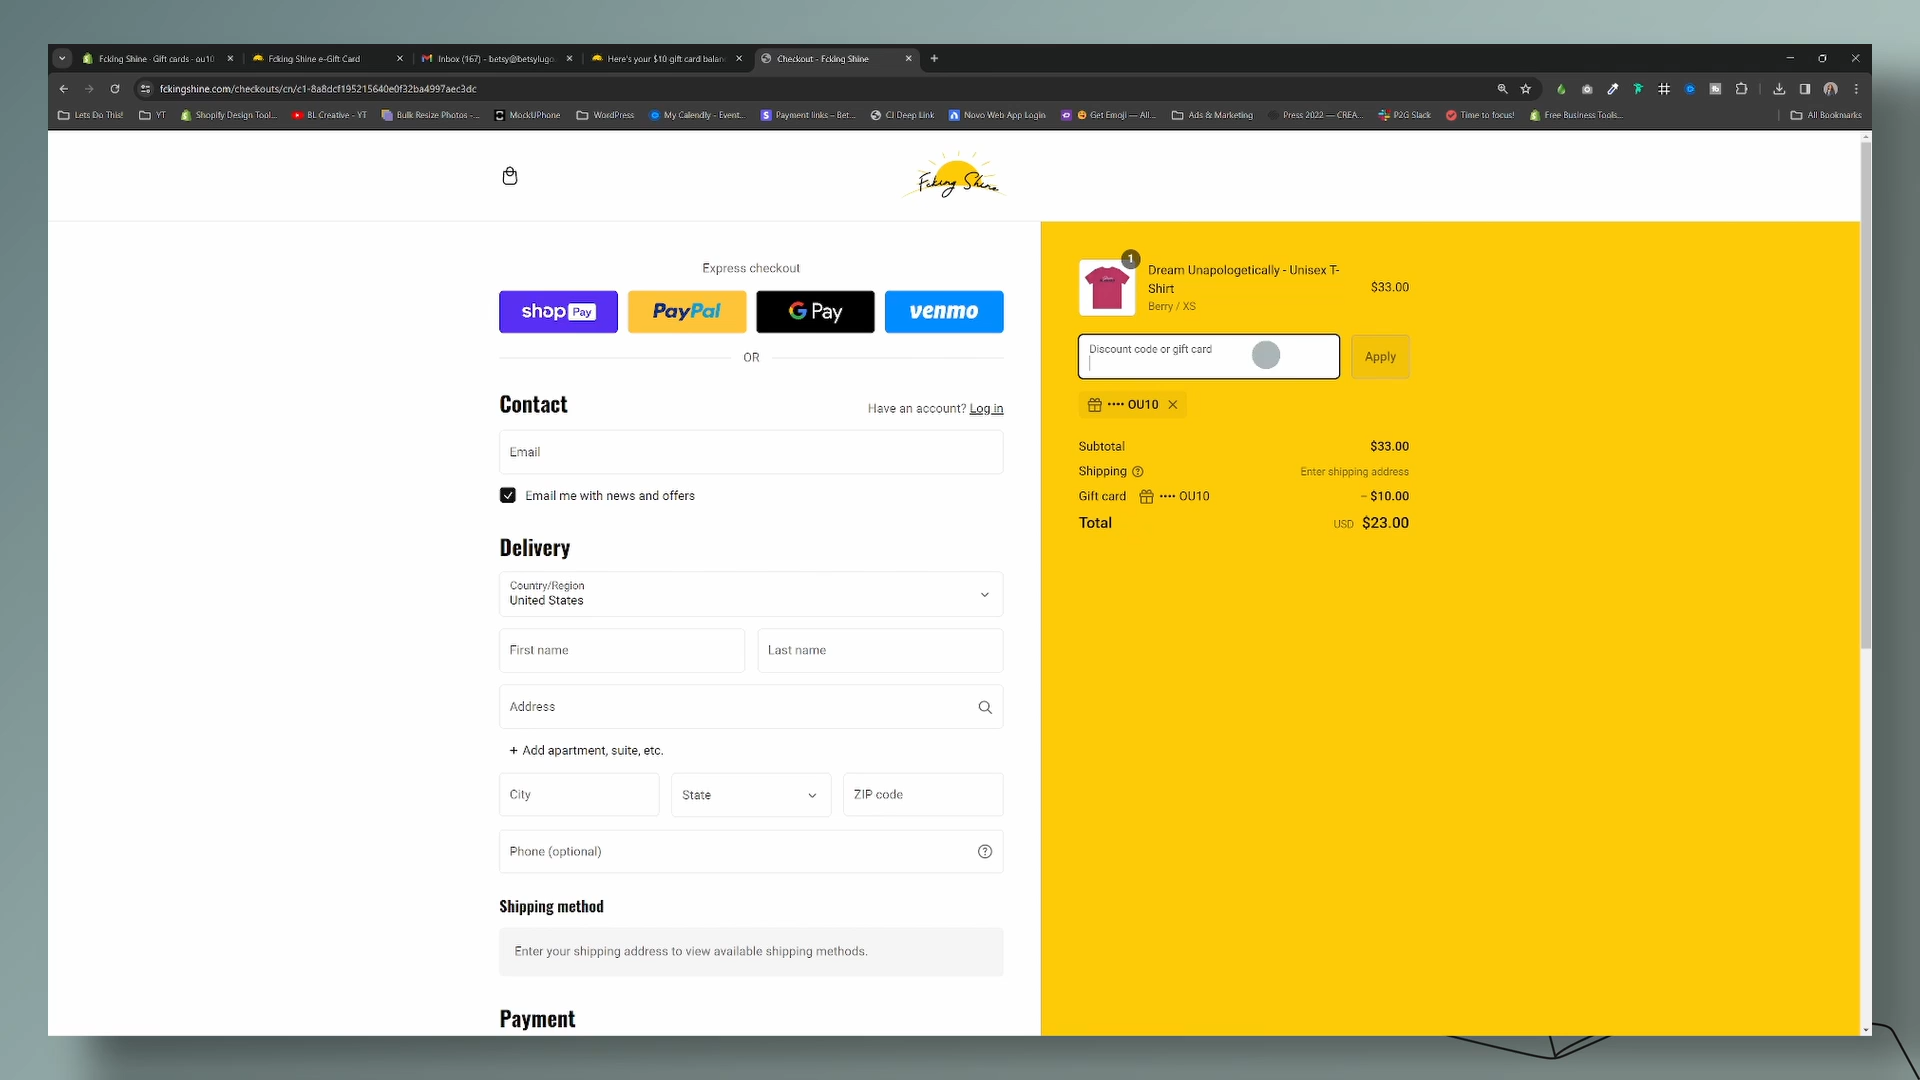 Fcking Shine · Gift cards · ou10
Fcking Shine e-Gift Card
Inbox (167) - betsy@betsylugo
Here's your $10 gift card balanc
Checkout - Fcking Shine
fckingshine.com/checkouts/cn/c1-8a8dcf195215640e0f32ba4997aec3dc
Lets Do This!
YT
Shopify Design Tool...
BL Creative - YT
Bulk Resize Photos -...
MockUPhone
WordPress
My Calendly - Event...
Payment links – Bet...
CJ Deep Link
Novo Web App Login
Get Emoji — All...
Ads & Marketing
Press 2022 — CREA...
P2G Slack
Time to focus!
Free Business Tools...
All Bookmarks
Fcking Shine
Express checkout
shop Pay
PayPal
G Pay
venmo
OR
Contact
Have an account? Log in
Email
Email me with news and offers
Delivery
Country/Region
United States
First name
Last name
Address
+ Add apartment, suite, etc.
City
State
ZIP code
Phone (optional)
Shipping method
Enter your shipping address to view available shipping methods.
Payment
1
Dream Unapologetically - Unisex T-
Shirt
Berry / XS
$33.00
Discount code or gift card
Apply
•••• OU10
Subtotal
$33.00
Shipping
Enter shipping address
Gift card •••• OU10
− $10.00
Total
USD $23.00